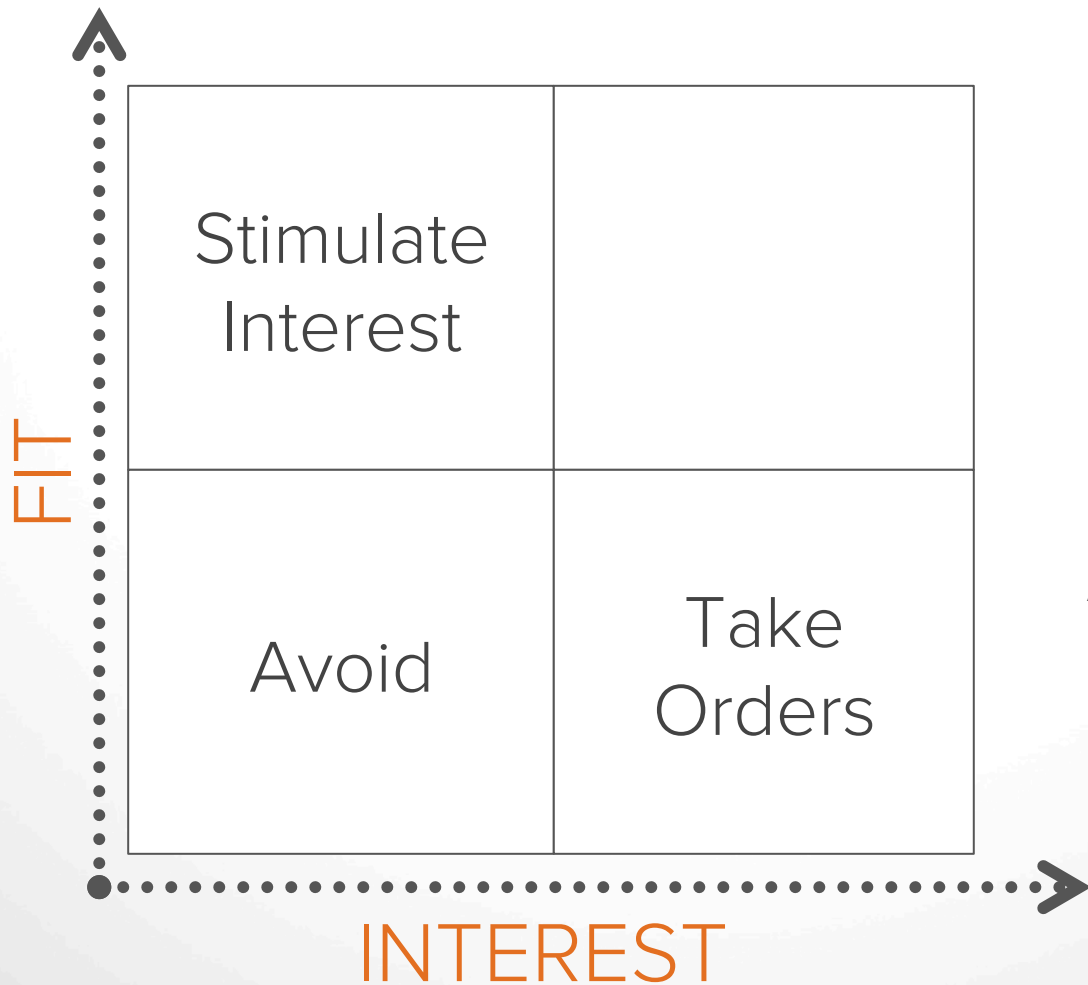 Stimulate
Interest
FIT
Avoid
Take
Orders
INTEREST